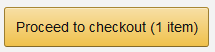 Proceed to checkout (1 item)